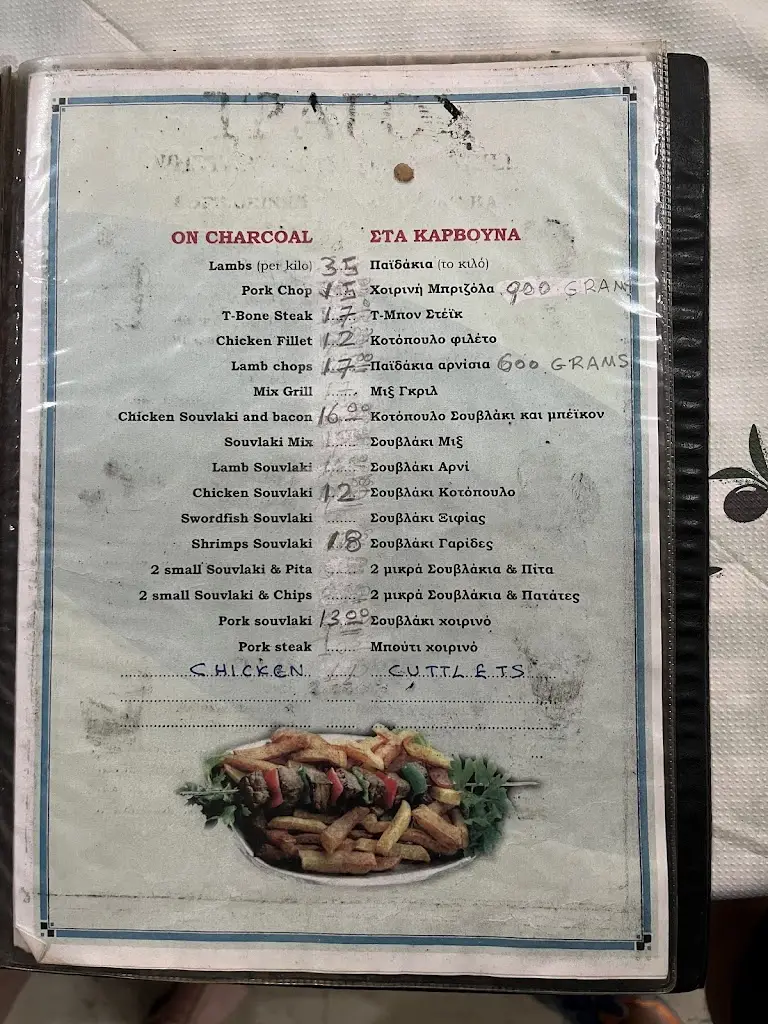 ON CHARCOAL ΣΤΑ ΚΑΡΒΟΥΝΑ
Lambs (per kilo) 35 Παϊδάκια (το κιλό)
Pork Chop 15 Χοιρινή Μπριζόλα 900 GRAM
T-Bone Steak 17 Τ-Μπον Στέϊκ
Chicken Fillet 12 Κοτόπουλο φιλέτο
Lamb chops 17.00 Παϊδάκια αρνίσια 600 GRAMS
Mix Grill ....... Μιξ Γκριλ
Chicken Souvlaki and bacon 16.00 Κοτόπουλο Σουβλάκι και μπέϊκον
Souvlaki Mix Σουβλάκι Μιξ
Lamb Souvlaki Σουβλάκι Αρνί
Chicken Souvlaki 12 Σουβλάκι Κοτόπουλο
Swordfish Souvlaki ....... Σουβλάκι Ξιφίας
Shrimps Souvlaki 18 Σουβλάκι Γαρίδες
2 small Souvlaki & Pita ....... 2 μικρά Σουβλάκια & Πίτα
2 small Souvlaki & Chips ....... 2 μικρά Σουβλάκια & Πατάτες
Pork souvlaki 13.00 Σουβλάκι χοιρινό
Pork steak ....... Μπούτι χοιρινό
CHICKEN CUTTLETS